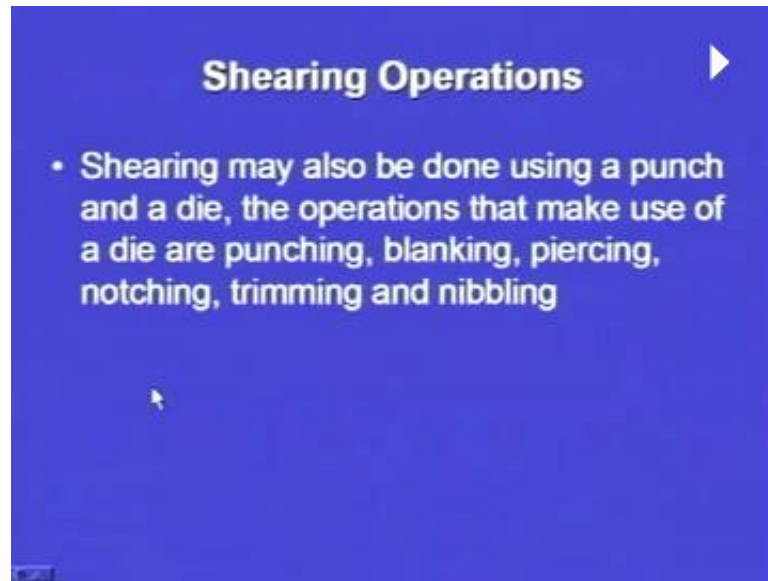 Shearing Operations
• Shearing may also be done using a punch
and a die, the operations that make use of
a die are punching, blanking, piercing,
notching, trimming and nibbling